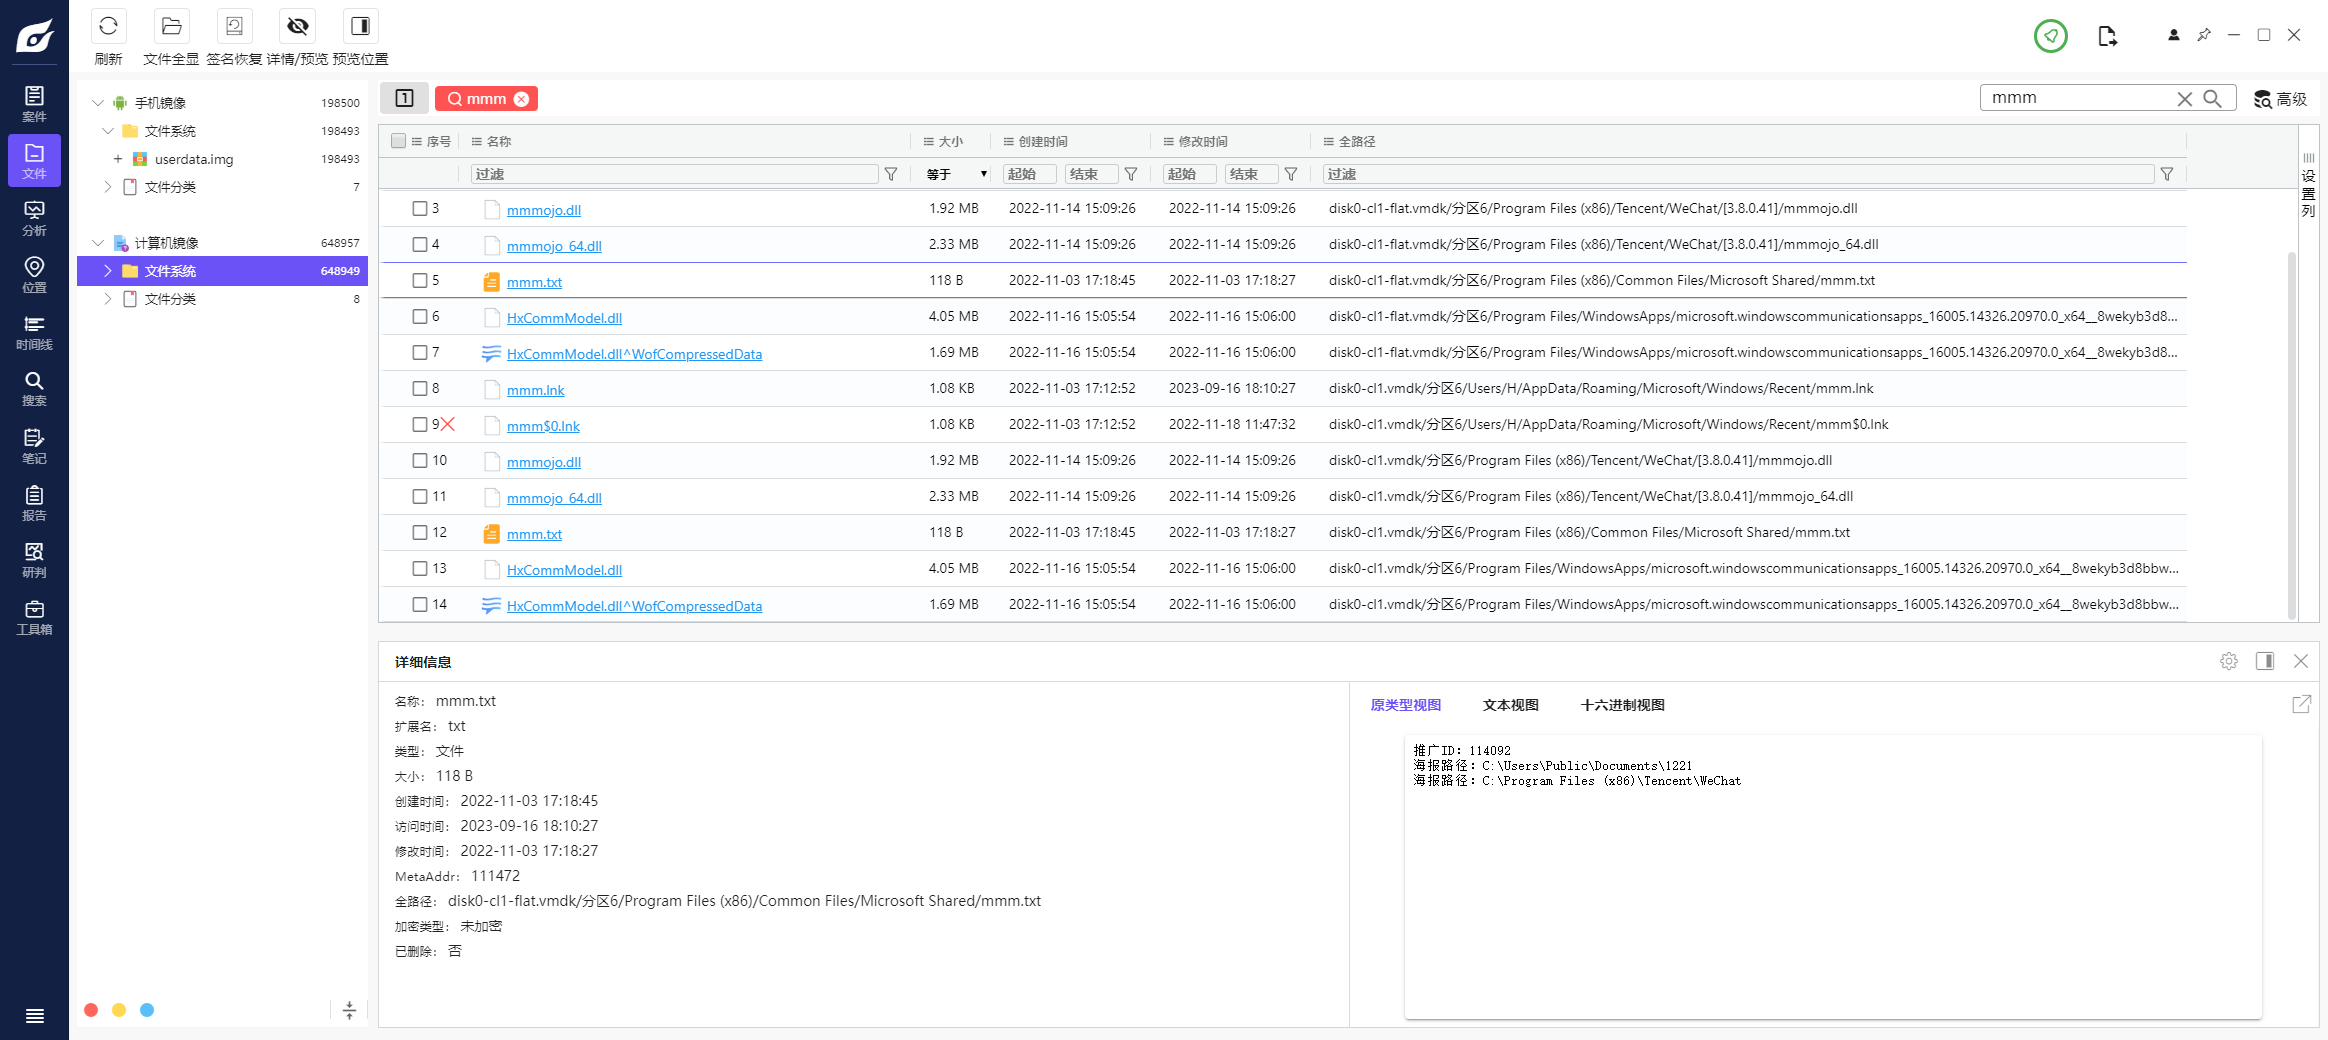 刷新
文件全显
签名恢复
详情/预览
预览位置
案件
文件
分析
位置
时间线
搜索
笔记
报告
研判
工具箱
手机镜像 198500
文件系统 198493
userdata.img 198493
文件分类 7
计算机镜像 648957
文件系统 648949
文件分类 8
1 mmm
mmm 高级
序号 名称 大小 创建时间 修改时间 全路径
过滤 等于 起始 结束 起始 结束 过滤
设置列
3 mmmojo.dll 1.92 MB 2022-11-14 15:09:26 2022-11-14 15:09:26 disk0-cl1-flat.vmdk/分区6/Program Files (x86)/Tencent/WeChat/[3.8.0.41]/mmmojo.dll
4 mmmojo_64.dll 2.33 MB 2022-11-14 15:09:26 2022-11-14 15:09:26 disk0-cl1-flat.vmdk/分区6/Program Files (x86)/Tencent/WeChat/[3.8.0.41]/mmmojo_64.dll
5 mmm.txt 118 B 2022-11-03 17:18:45 2022-11-03 17:18:27 disk0-cl1-flat.vmdk/分区6/Program Files (x86)/Common Files/Microsoft Shared/mmm.txt
6 HxCommModel.dll 4.05 MB 2022-11-16 15:05:54 2022-11-16 15:06:00 disk0-cl1-flat.vmdk/分区6/Program Files/WindowsApps/microsoft.windowscommunicationsapps_16005.14326.20970.0_x64__8wekyb3d8...
7 HxCommModel.dll^WofCompressedData 1.69 MB 2022-11-16 15:05:54 2022-11-16 15:06:00 disk0-cl1-flat.vmdk/分区6/Program Files/WindowsApps/microsoft.windowscommunicationsapps_16005.14326.20970.0_x64__8wekyb3d8...
8 mmm.lnk 1.08 KB 2022-11-03 17:12:52 2023-09-16 18:10:27 disk0-cl1.vmdk/分区6/Users/H/AppData/Roaming/Microsoft/Windows/Recent/mmm.lnk
9 mmm$0.lnk 1.08 KB 2022-11-03 17:12:52 2022-11-18 11:47:32 disk0-cl1.vmdk/分区6/Users/H/AppData/Roaming/Microsoft/Windows/Recent/mmm$0.lnk
10 mmmojo.dll 1.92 MB 2022-11-14 15:09:26 2022-11-14 15:09:26 disk0-cl1.vmdk/分区6/Program Files (x86)/Tencent/WeChat/[3.8.0.41]/mmmojo.dll
11 mmmojo_64.dll 2.33 MB 2022-11-14 15:09:26 2022-11-14 15:09:26 disk0-cl1.vmdk/分区6/Program Files (x86)/Tencent/WeChat/[3.8.0.41]/mmmojo_64.dll
12 mmm.txt 118 B 2022-11-03 17:18:45 2022-11-03 17:18:27 disk0-cl1.vmdk/分区6/Program Files (x86)/Common Files/Microsoft Shared/mmm.txt
13 HxCommModel.dll 4.05 MB 2022-11-16 15:05:54 2022-11-16 15:06:00 disk0-cl1.vmdk/分区6/Program Files/WindowsApps/microsoft.windowscommunicationsapps_16005.14326.20970.0_x64__8wekyb3d8bbw...
14 HxCommModel.dll^WofCompressedData 1.69 MB 2022-11-16 15:05:54 2022-11-16 15:06:00 disk0-cl1.vmdk/分区6/Program Files/WindowsApps/microsoft.windowscommunicationsapps_16005.14326.20970.0_x64__8wekyb3d8bbw...
详细信息
名称： mmm.txt
扩展名： txt
类型： 文件
大小： 118 B
创建时间： 2022-11-03 17:18:45
访问时间： 2023-09-16 18:10:27
修改时间： 2022-11-03 17:18:27
MetaAddr： 111472
全路径： disk0-cl1-flat.vmdk/分区6/Program Files (x86)/Common Files/Microsoft Shared/mmm.txt
加密类型： 未加密
已删除： 否
原类型视图 文本视图 十六进制视图
推广ID：114092
海报路径：C:\Users\Public\Documents\1221
海报路径：C:\Program Files (x86)\Tencent\WeChat